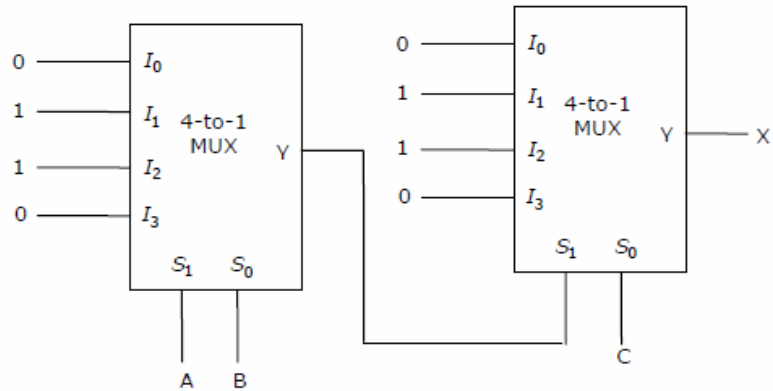 0 I₀
1 I₁
4-to-1
MUX
Y
1 I₂
0 I₃
S₁ S₀
A B
0 I₀
1 I₁
4-to-1
MUX
Y X
1 I₂
0 I₃
S₁ S₀
C